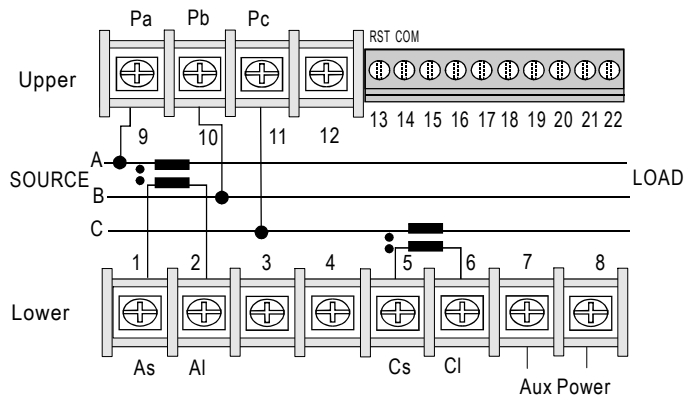 Pa Pb Pc
RST COM
Upper
9 10 11 12 13 14 15 16 17 18 19 20 21 22
A
SOURCE LOAD
B
C
1 2 3 4 5 6 7 8
Lower
As Al Cs Cl Aux Power